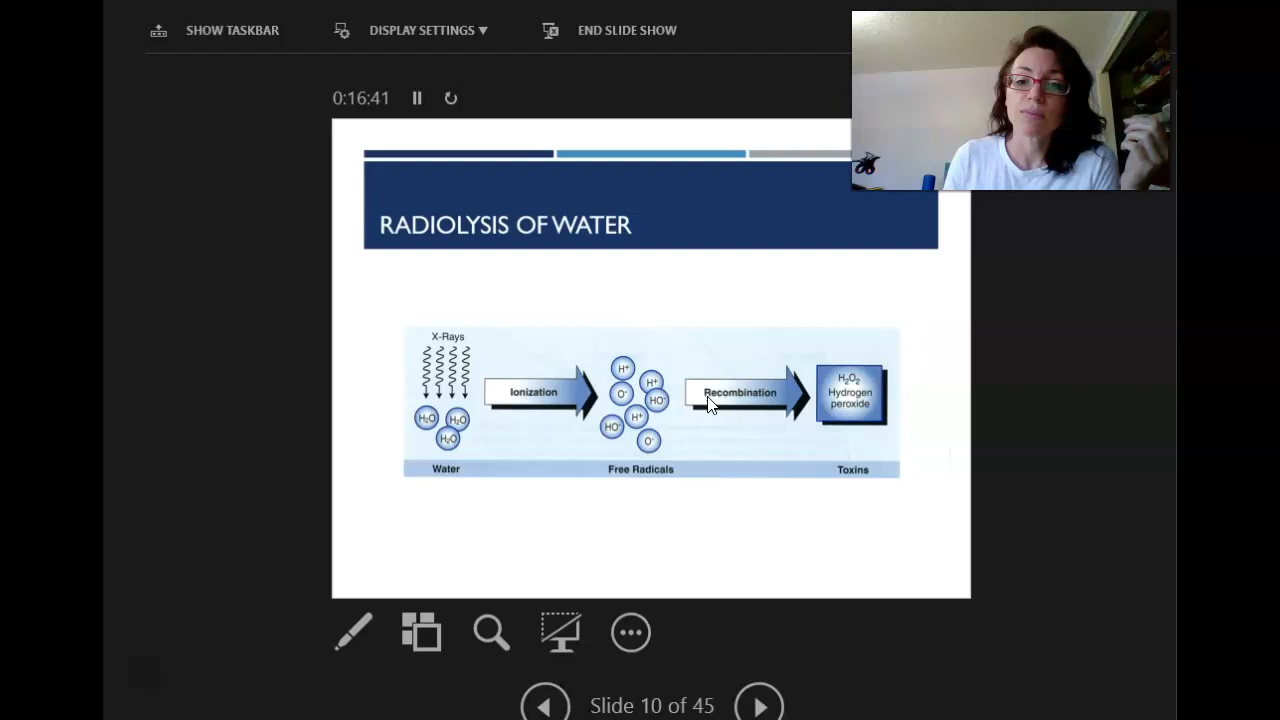 SHOW TASKBAR
DISPLAY SETTINGS
END SLIDE SHOW
0:16:41
RADIOLYSIS OF WATER
X-Rays
H₂O
H₂O
H₂O
Water
Ionization
H⁺
H⁺
O⁻
HO⁻
H⁺
HO⁻
O⁻
Free Radicals
Recombination
H₂O₂
Hydrogen
peroxide
Toxins
Slide 10 of 45